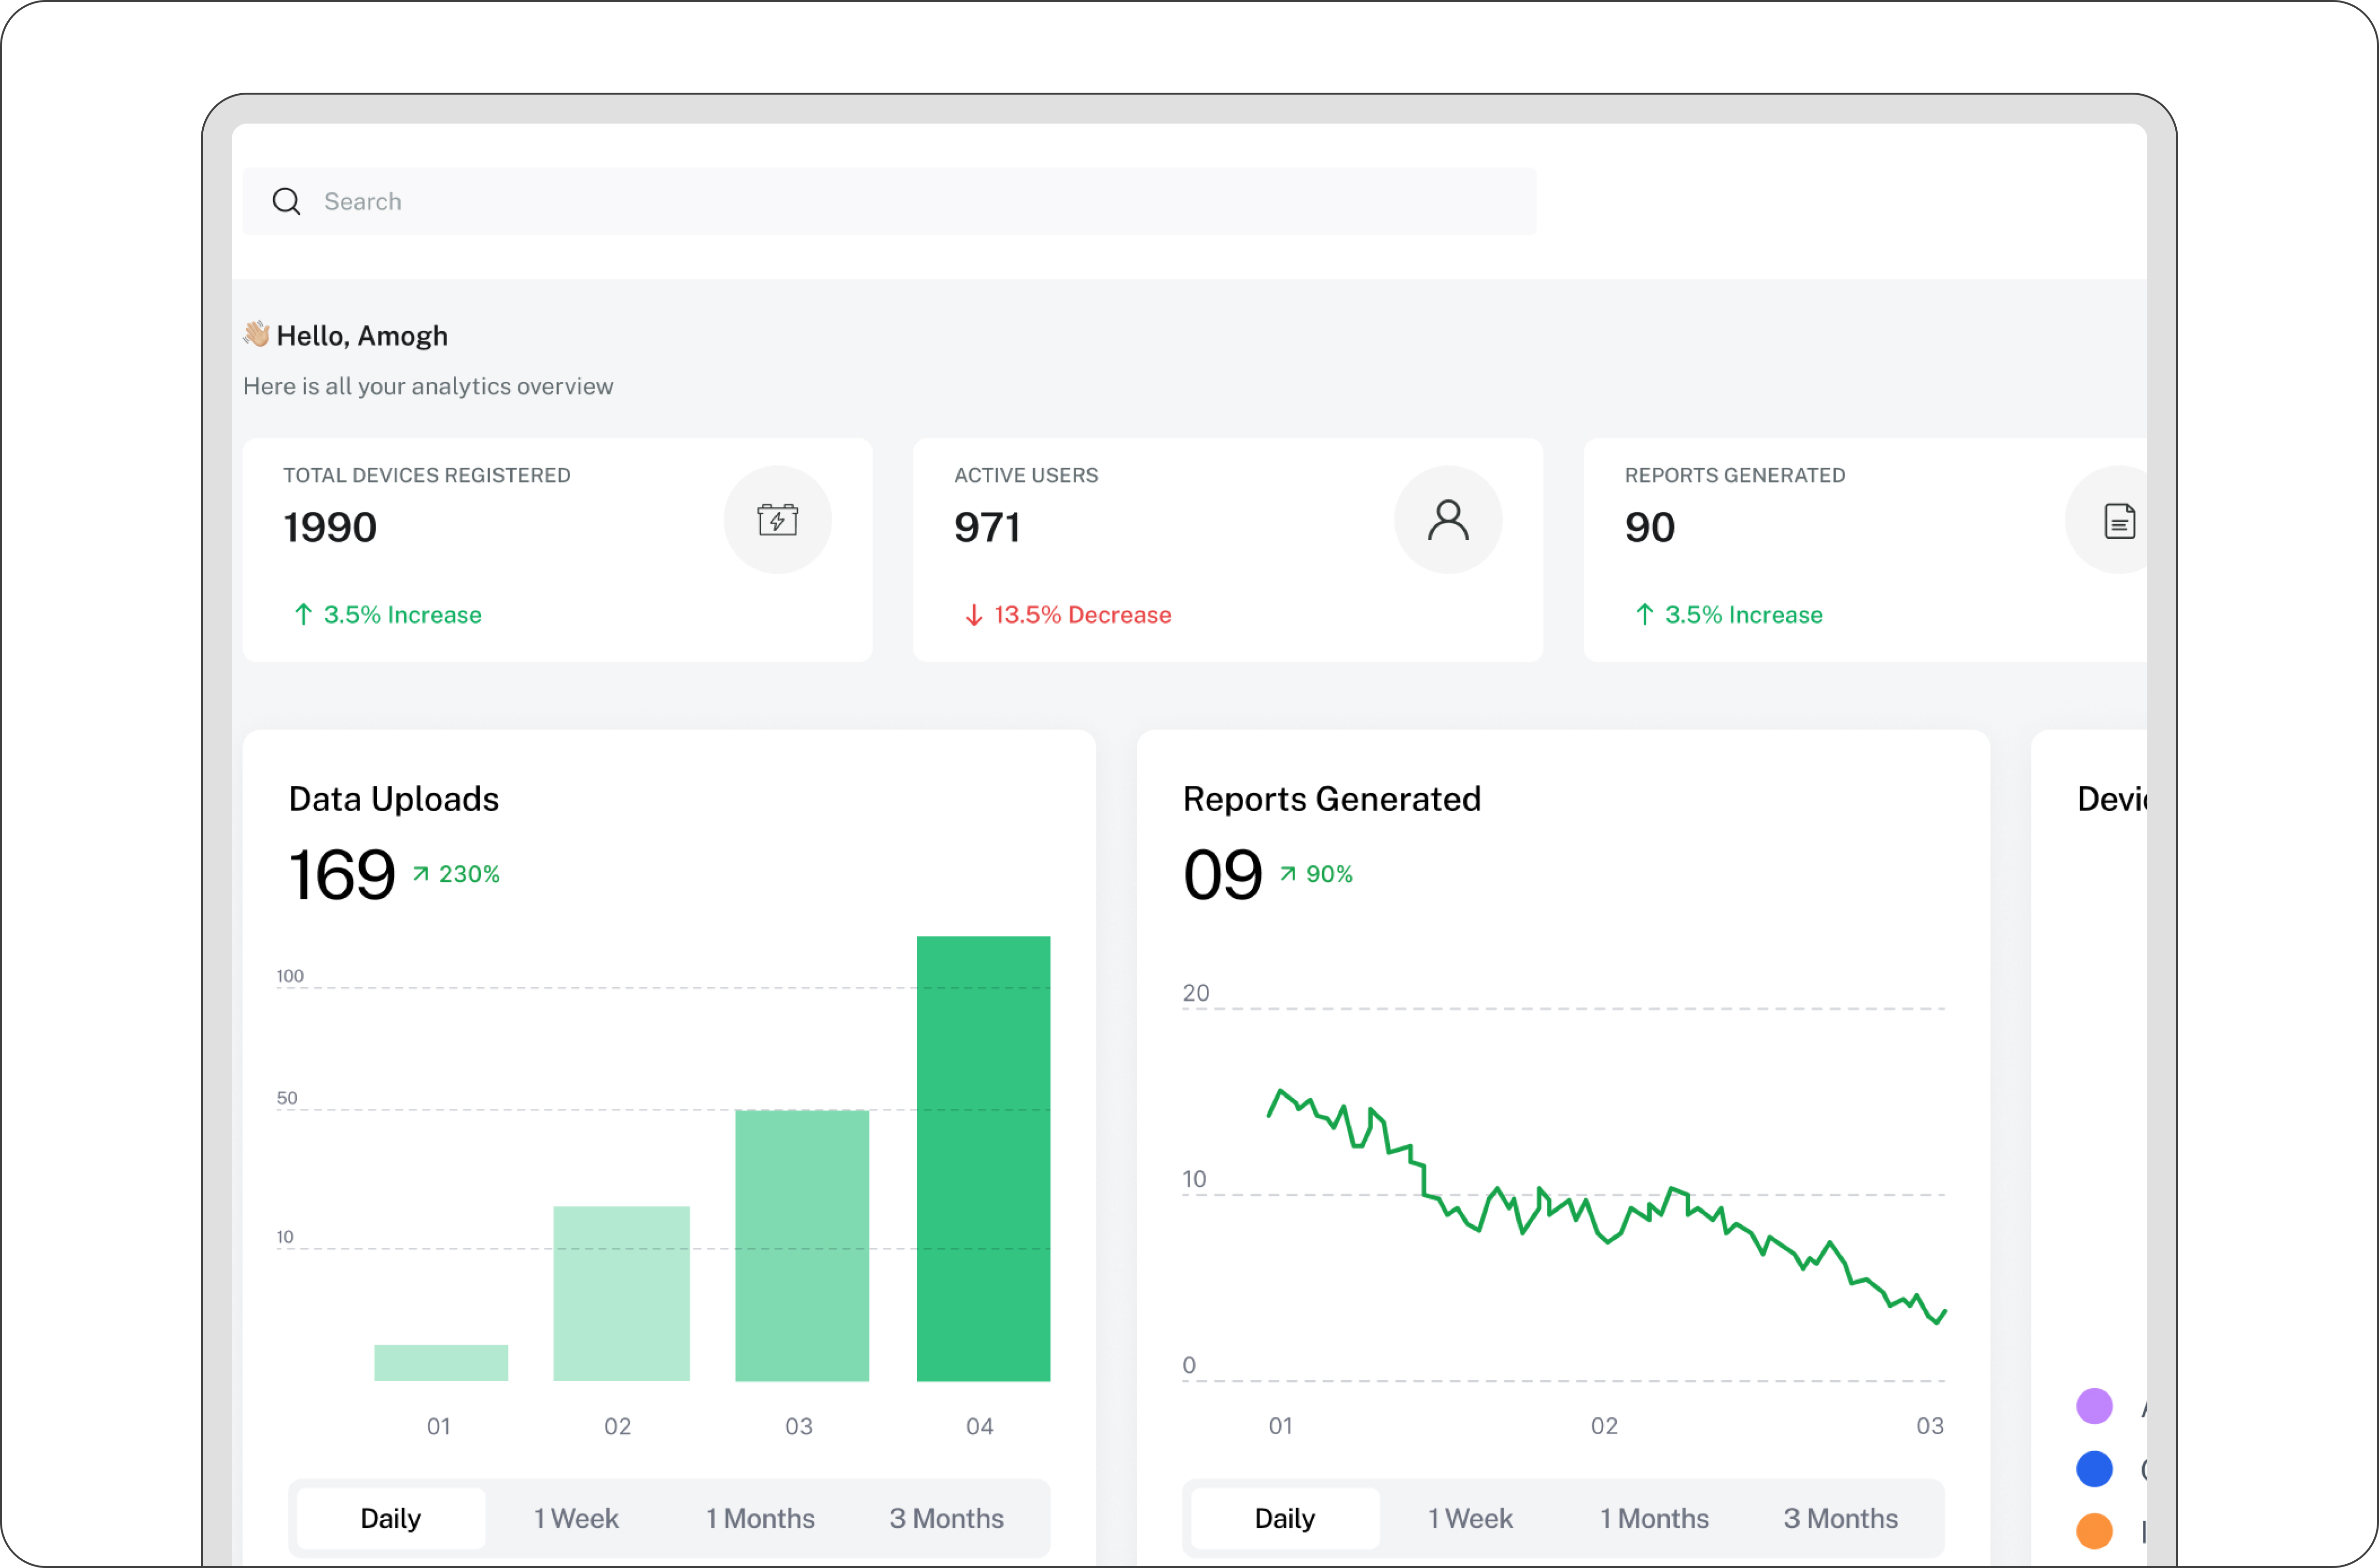 Search
👋🏼 Hello, Amogh
Here is all your analytics overview
TOTAL DEVICES REGISTERED
1990
↑ 3.5% Increase
ACTIVE USERS
971
↓ 13.5% Decrease
REPORTS GENERATED
90
↑ 3.5% Increase
Data Uploads
169 ↗ 230%
100
50
10
01 02 03 04
Daily 1 Week 1 Months 3 Months
Reports Generated
09 ↗ 90%
20
10
0
01 02 03
Daily 1 Week 1 Months 3 Months